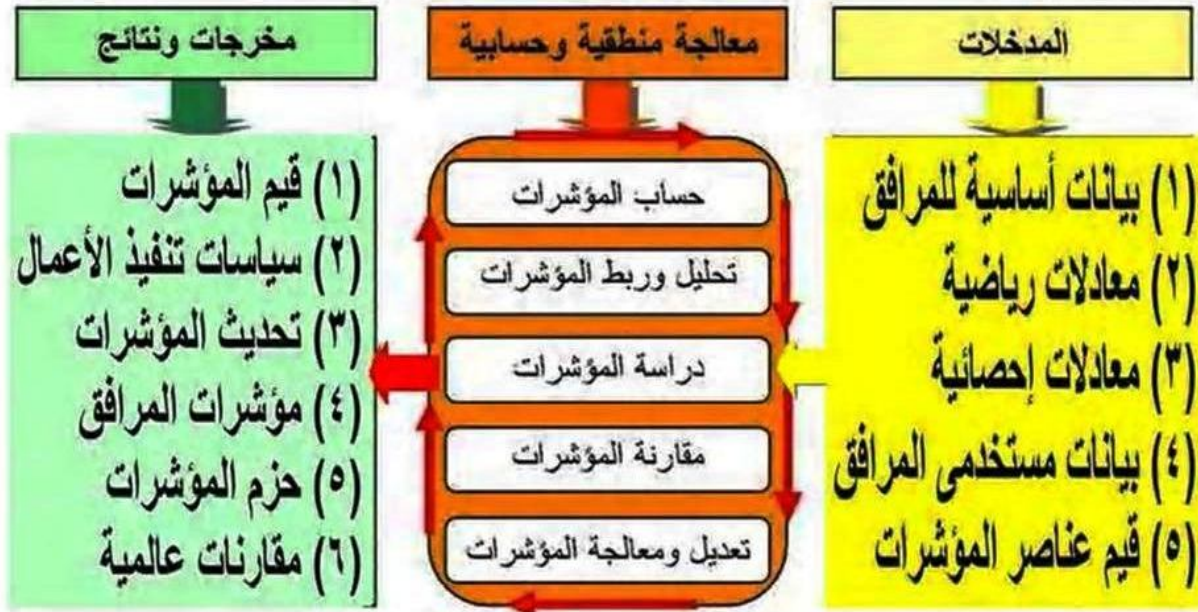 المدخلات
(١) بيانات أساسية للمرافق
(٢) معادلات رياضية
(٣) معادلات إحصائية
(٤) بيانات مستخدمى المرافق
(٥) قيم عناصر المؤشرات
معالجة منطقية وحسابية
حساب المؤشرات
تحليل وربط المؤشرات
دراسة المؤشرات
مقارنة المؤشرات
تعديل ومعالجة المؤشرات
مخرجات ونتائج
(١) قيم المؤشرات
(٢) سياسات تنفيذ الأعمال
(٣) تحديث المؤشرات
(٤) مؤشرات المرافق
(٥) حزم المؤشرات
(٦) مقارنات عالمية